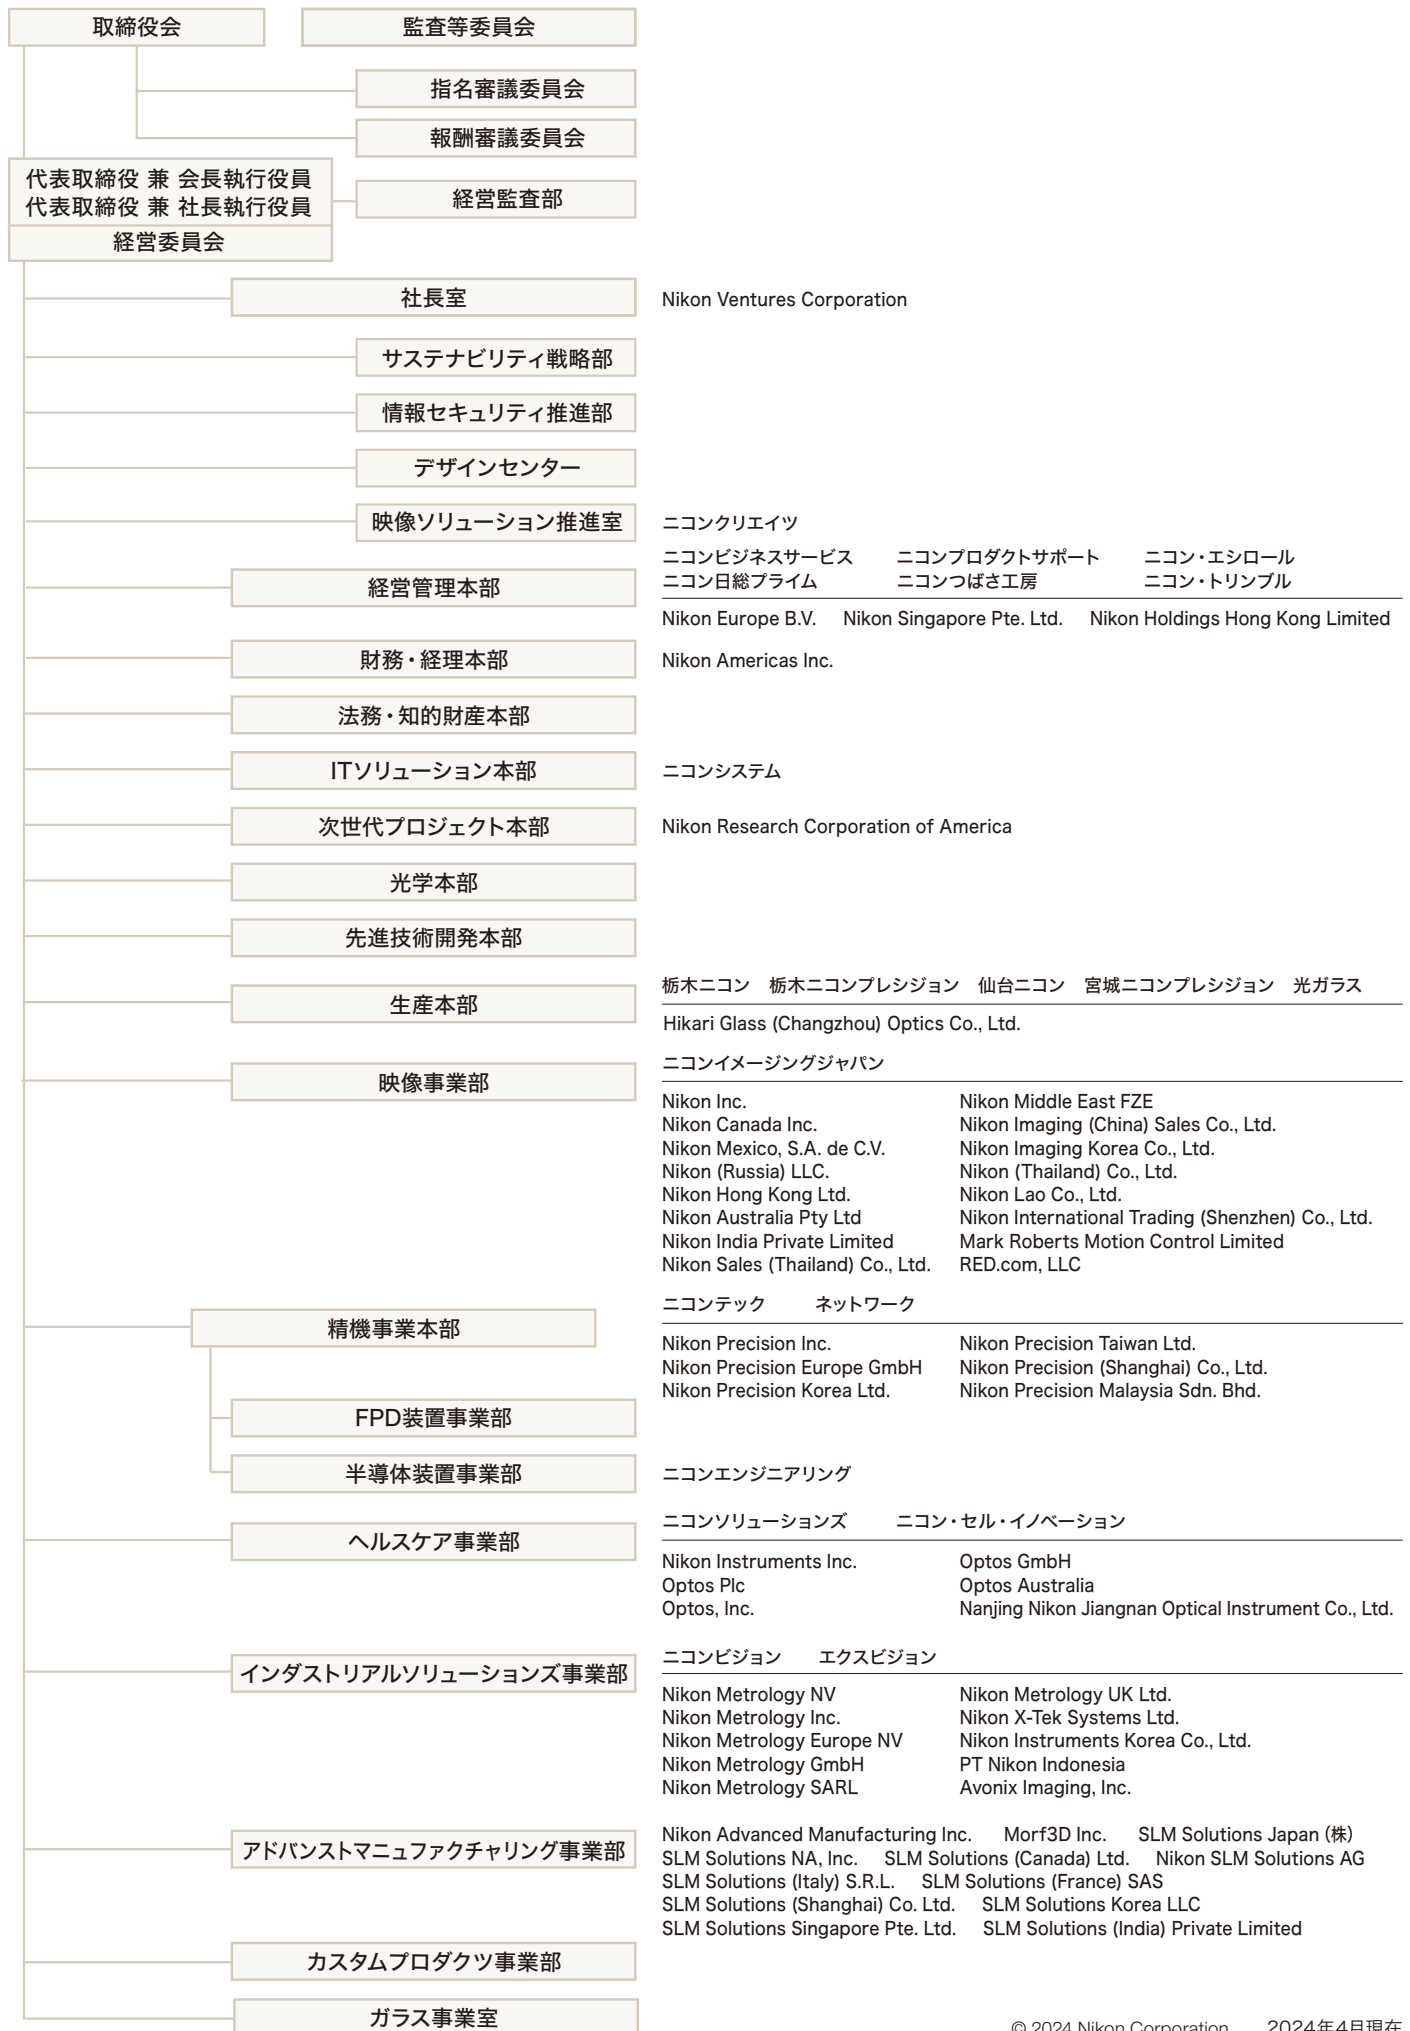 取締役会
監査等委員会
指名審議委員会
報酬審議委員会
代表取締役 兼 会長執行役員
代表取締役 兼 社長執行役員
経営委員会
経営監査部
社長室
Nikon Ventures Corporation
サステナビリティ戦略部
情報セキュリティ推進部
デザインセンター
映像ソリューション推進室
ニコンクリエイツ
経営管理本部
ニコンビジネスサービス ニコンプロダクトサポート ニコン・エシロール
ニコン日総プライム ニコンつばさ工房 ニコン・トリンブル
Nikon Europe B.V. Nikon Singapore Pte. Ltd. Nikon Holdings Hong Kong Limited
財務・経理本部
Nikon Americas Inc.
法務・知的財産本部
ITソリューション本部
ニコンシステム
次世代プロジェクト本部
Nikon Research Corporation of America
光学本部
先進技術開発本部
生産本部
栃木ニコン 栃木ニコンプレシジョン 仙台ニコン 宮城ニコンプレシジョン 光ガラス
Hikari Glass (Changzhou) Optics Co., Ltd.
映像事業部
ニコンイメージングジャパン
Nikon Inc. Nikon Middle East FZE
Nikon Canada Inc. Nikon Imaging (China) Sales Co., Ltd.
Nikon Mexico, S.A. de C.V. Nikon Imaging Korea Co., Ltd.
Nikon (Russia) LLC. Nikon (Thailand) Co., Ltd.
Nikon Hong Kong Ltd. Nikon Lao Co., Ltd.
Nikon Australia Pty Ltd Nikon International Trading (Shenzhen) Co., Ltd.
Nikon India Private Limited Mark Roberts Motion Control Limited
Nikon Sales (Thailand) Co., Ltd. RED.com, LLC
精機事業本部
ニコンテック ネットワーク
Nikon Precision Inc. Nikon Precision Taiwan Ltd.
Nikon Precision Europe GmbH Nikon Precision (Shanghai) Co., Ltd.
Nikon Precision Korea Ltd. Nikon Precision Malaysia Sdn. Bhd.
FPD装置事業部
半導体装置事業部
ニコンエンジニアリング
ヘルスケア事業部
ニコンソリューションズ ニコン・セル・イノベーション
Nikon Instruments Inc. Optos GmbH
Optos Plc Optos Australia
Optos, Inc. Nanjing Nikon Jiangnan Optical Instrument Co., Ltd.
インダストリアルソリューションズ事業部
ニコンビジョン エクスビジョン
Nikon Metrology NV Nikon Metrology UK Ltd.
Nikon Metrology Inc. Nikon X-Tek Systems Ltd.
Nikon Metrology Europe NV Nikon Instruments Korea Co., Ltd.
Nikon Metrology GmbH PT Nikon Indonesia
Nikon Metrology SARL Avonix Imaging, Inc.
アドバンストマニュファクチャリング事業部
Nikon Advanced Manufacturing Inc. Morf3D Inc. SLM Solutions Japan (株)
SLM Solutions NA, Inc. SLM Solutions (Canada) Ltd. Nikon SLM Solutions AG
SLM Solutions (Italy) S.R.L. SLM Solutions (France) SAS
SLM Solutions (Shanghai) Co. Ltd. SLM Solutions Korea LLC
SLM Solutions Singapore Pte. Ltd. SLM Solutions (India) Private Limited
カスタムプロダクツ事業部
ガラス事業室
© 2024 Nikon Corporation 2024年4月現在